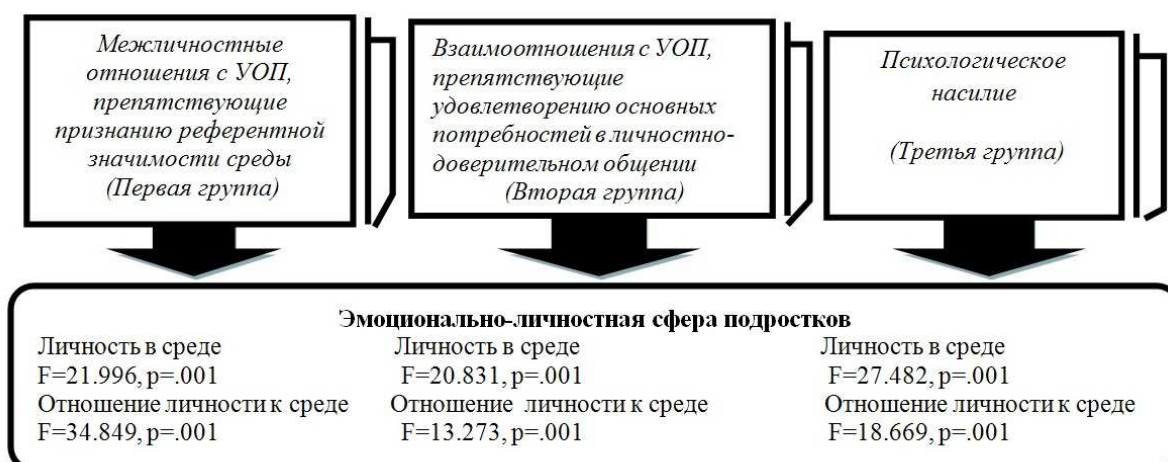 Межличностные
отношения с УОП,
препятствующие
признанию референтной
значимости среды
(Первая группа)
Взаимоотношения с УОП,
препятствующие
удовлетворению основных
потребностей в личностно-
доверительном общении
(Вторая группа)
Психологическое
насилие
(Третья группа)
Эмоционально-личностная сфера подростков
Личность в среде
F=21.996, p=.001
Отношение личности к среде
F=34.849, p=.001
Личность в среде
F=20.831, p=.001
Отношение личности к среде
F=13.273, p=.001
Личность в среде
F=27.482, p=.001
Отношение личности к среде
F=18.669, p=.001